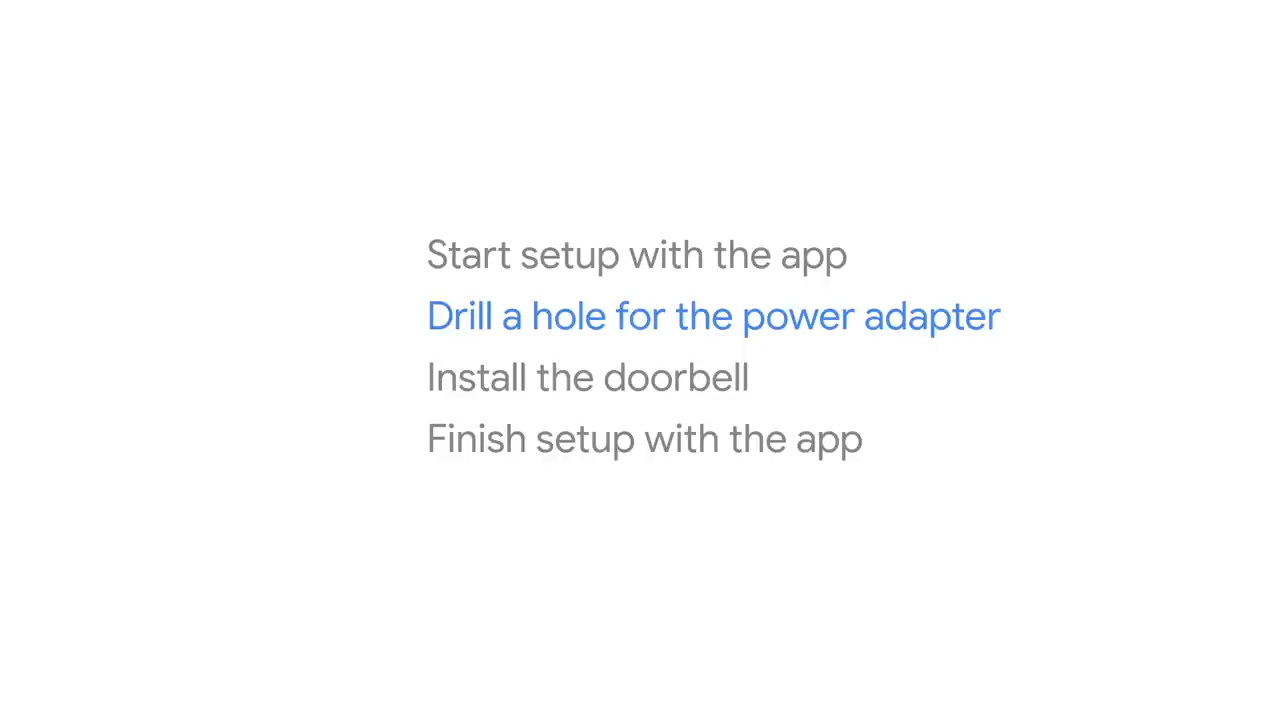 Start setup with the app
Drill a hole for the power adapter
Install the doorbell
Finish setup with the app